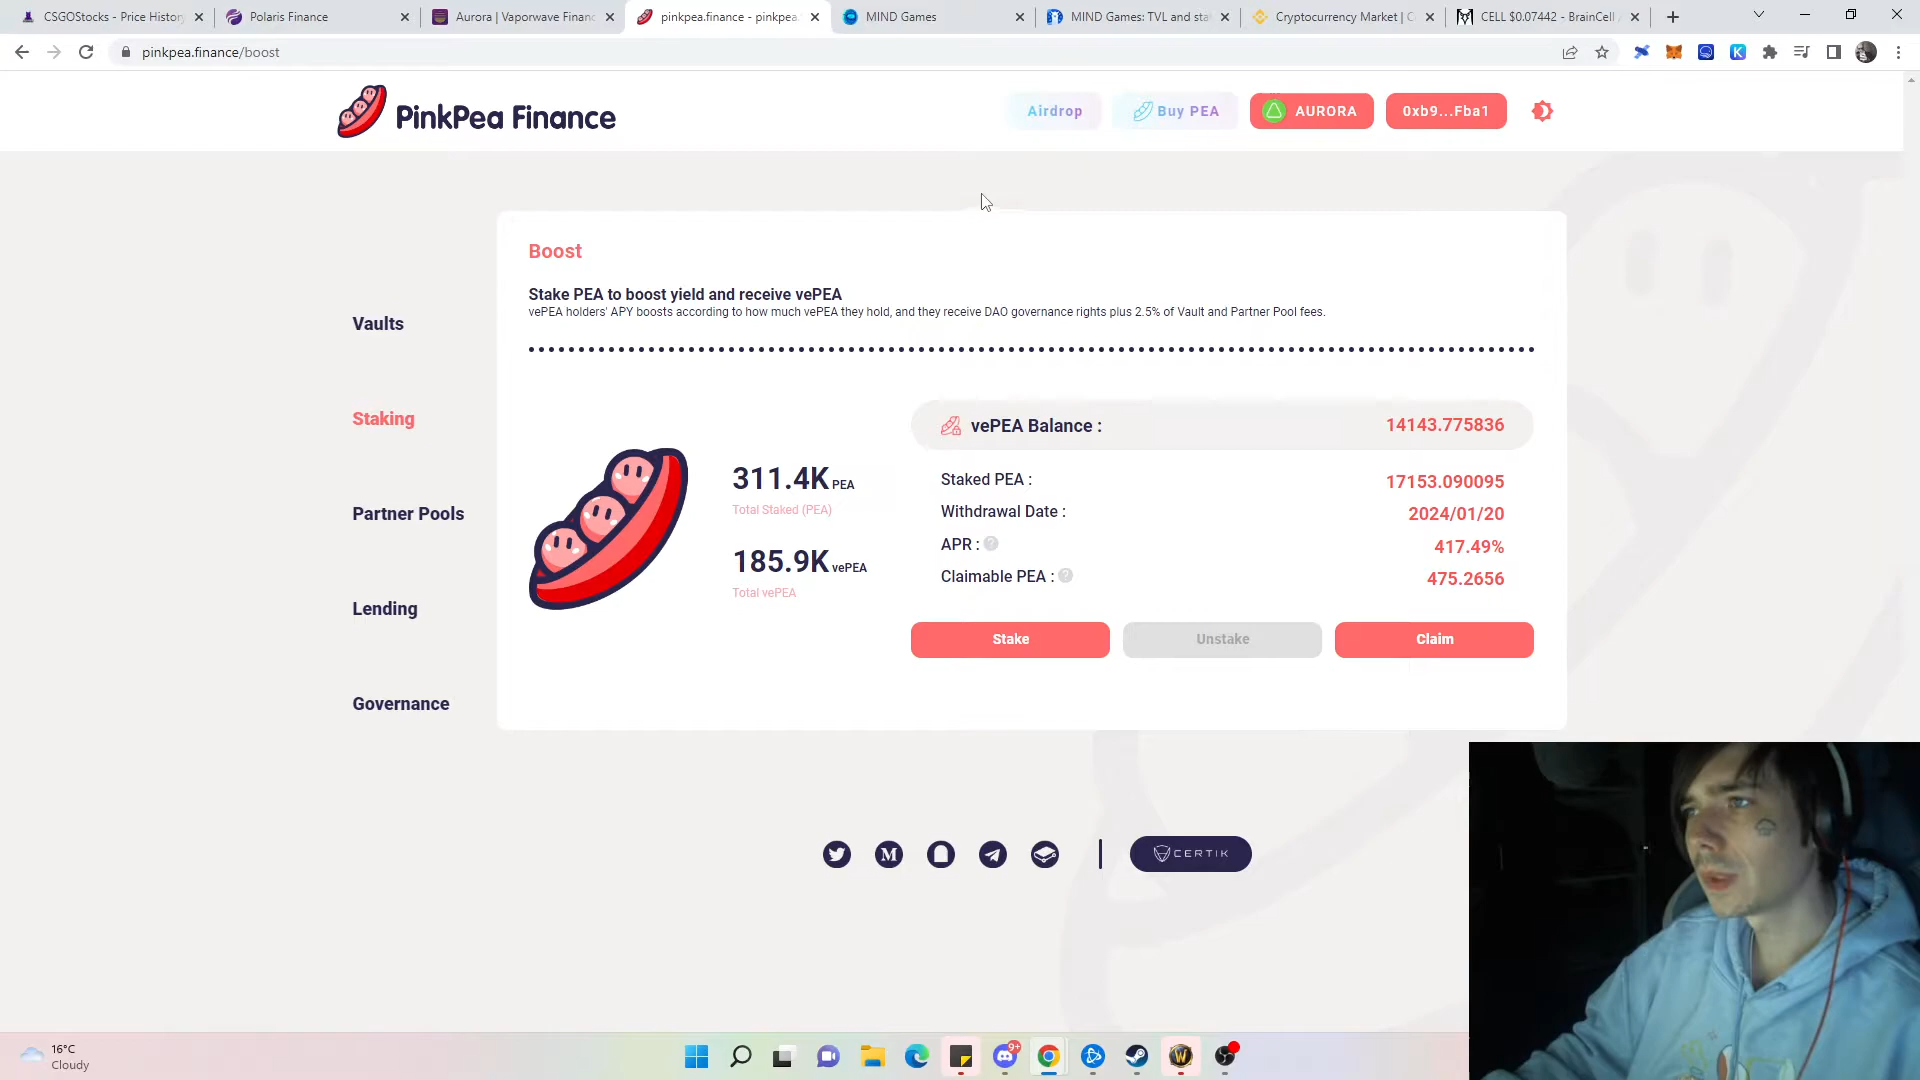 CSGOStocks - Price History
Polaris Finance
Aurora | Vaporwave Financ
pinkpea.finance - pinkpea.
MIND Games
MIND Games: TVL and sta
Cryptocurrency Market | C
CELL $0.07442 - BrainCell
pinkpea.finance/boost
PinkPea Finance
Airdrop
Buy PEA
AURORA
0xb9...Fba1
Boost
Stake PEA to boost yield and receive vePEA
vePEA holders' APY boosts according to how much vePEA they hold, and they receive DAO governance rights plus 2.5% of Vault and Partner Pool fees.
Vaults
Staking
Partner Pools
Lending
Governance
311.4K PEA
Total Staked (PEA)
185.9K vePEA
Total vePEA
vePEA Balance : 14143.775836
Staked PEA : 17153.090095
Withdrawal Date : 2024/01/20
APR : ? 417.49%
Claimable PEA : ? 475.2656
Stake
Unstake
Claim
M
CERTIK
16°C
Cloudy
9+